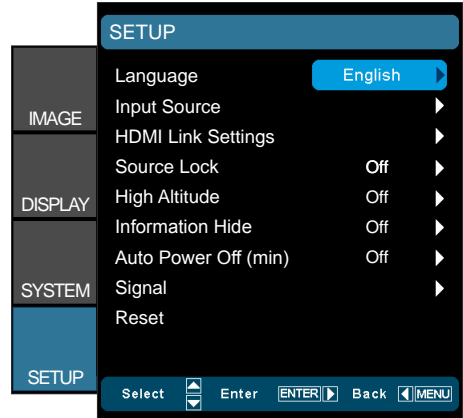 SETUP
Language English
IMAGE
Input Source
HDMI Link Settings
Source Lock Off
DISPLAY
High Altitude Off
Information Hide Off
Auto Power Off (min) Off
SYSTEM
Signal
Reset
SETUP
Select Enter ENTER Back MENU